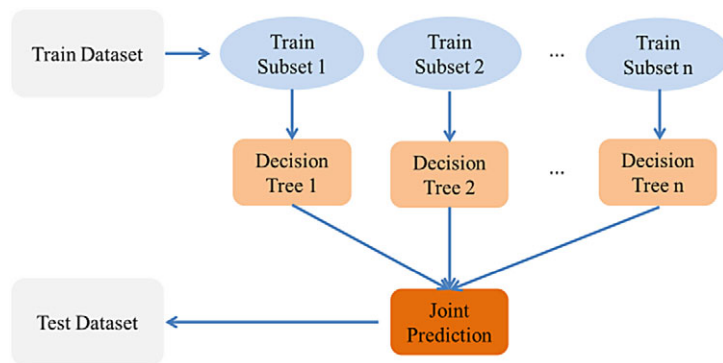 Train Dataset
Train
Subset 1
Train
Subset 2
...
Train
Subset n
Decision
Tree 1
Decision
Tree 2
...
Decision
Tree n
Test Dataset
Joint
Prediction